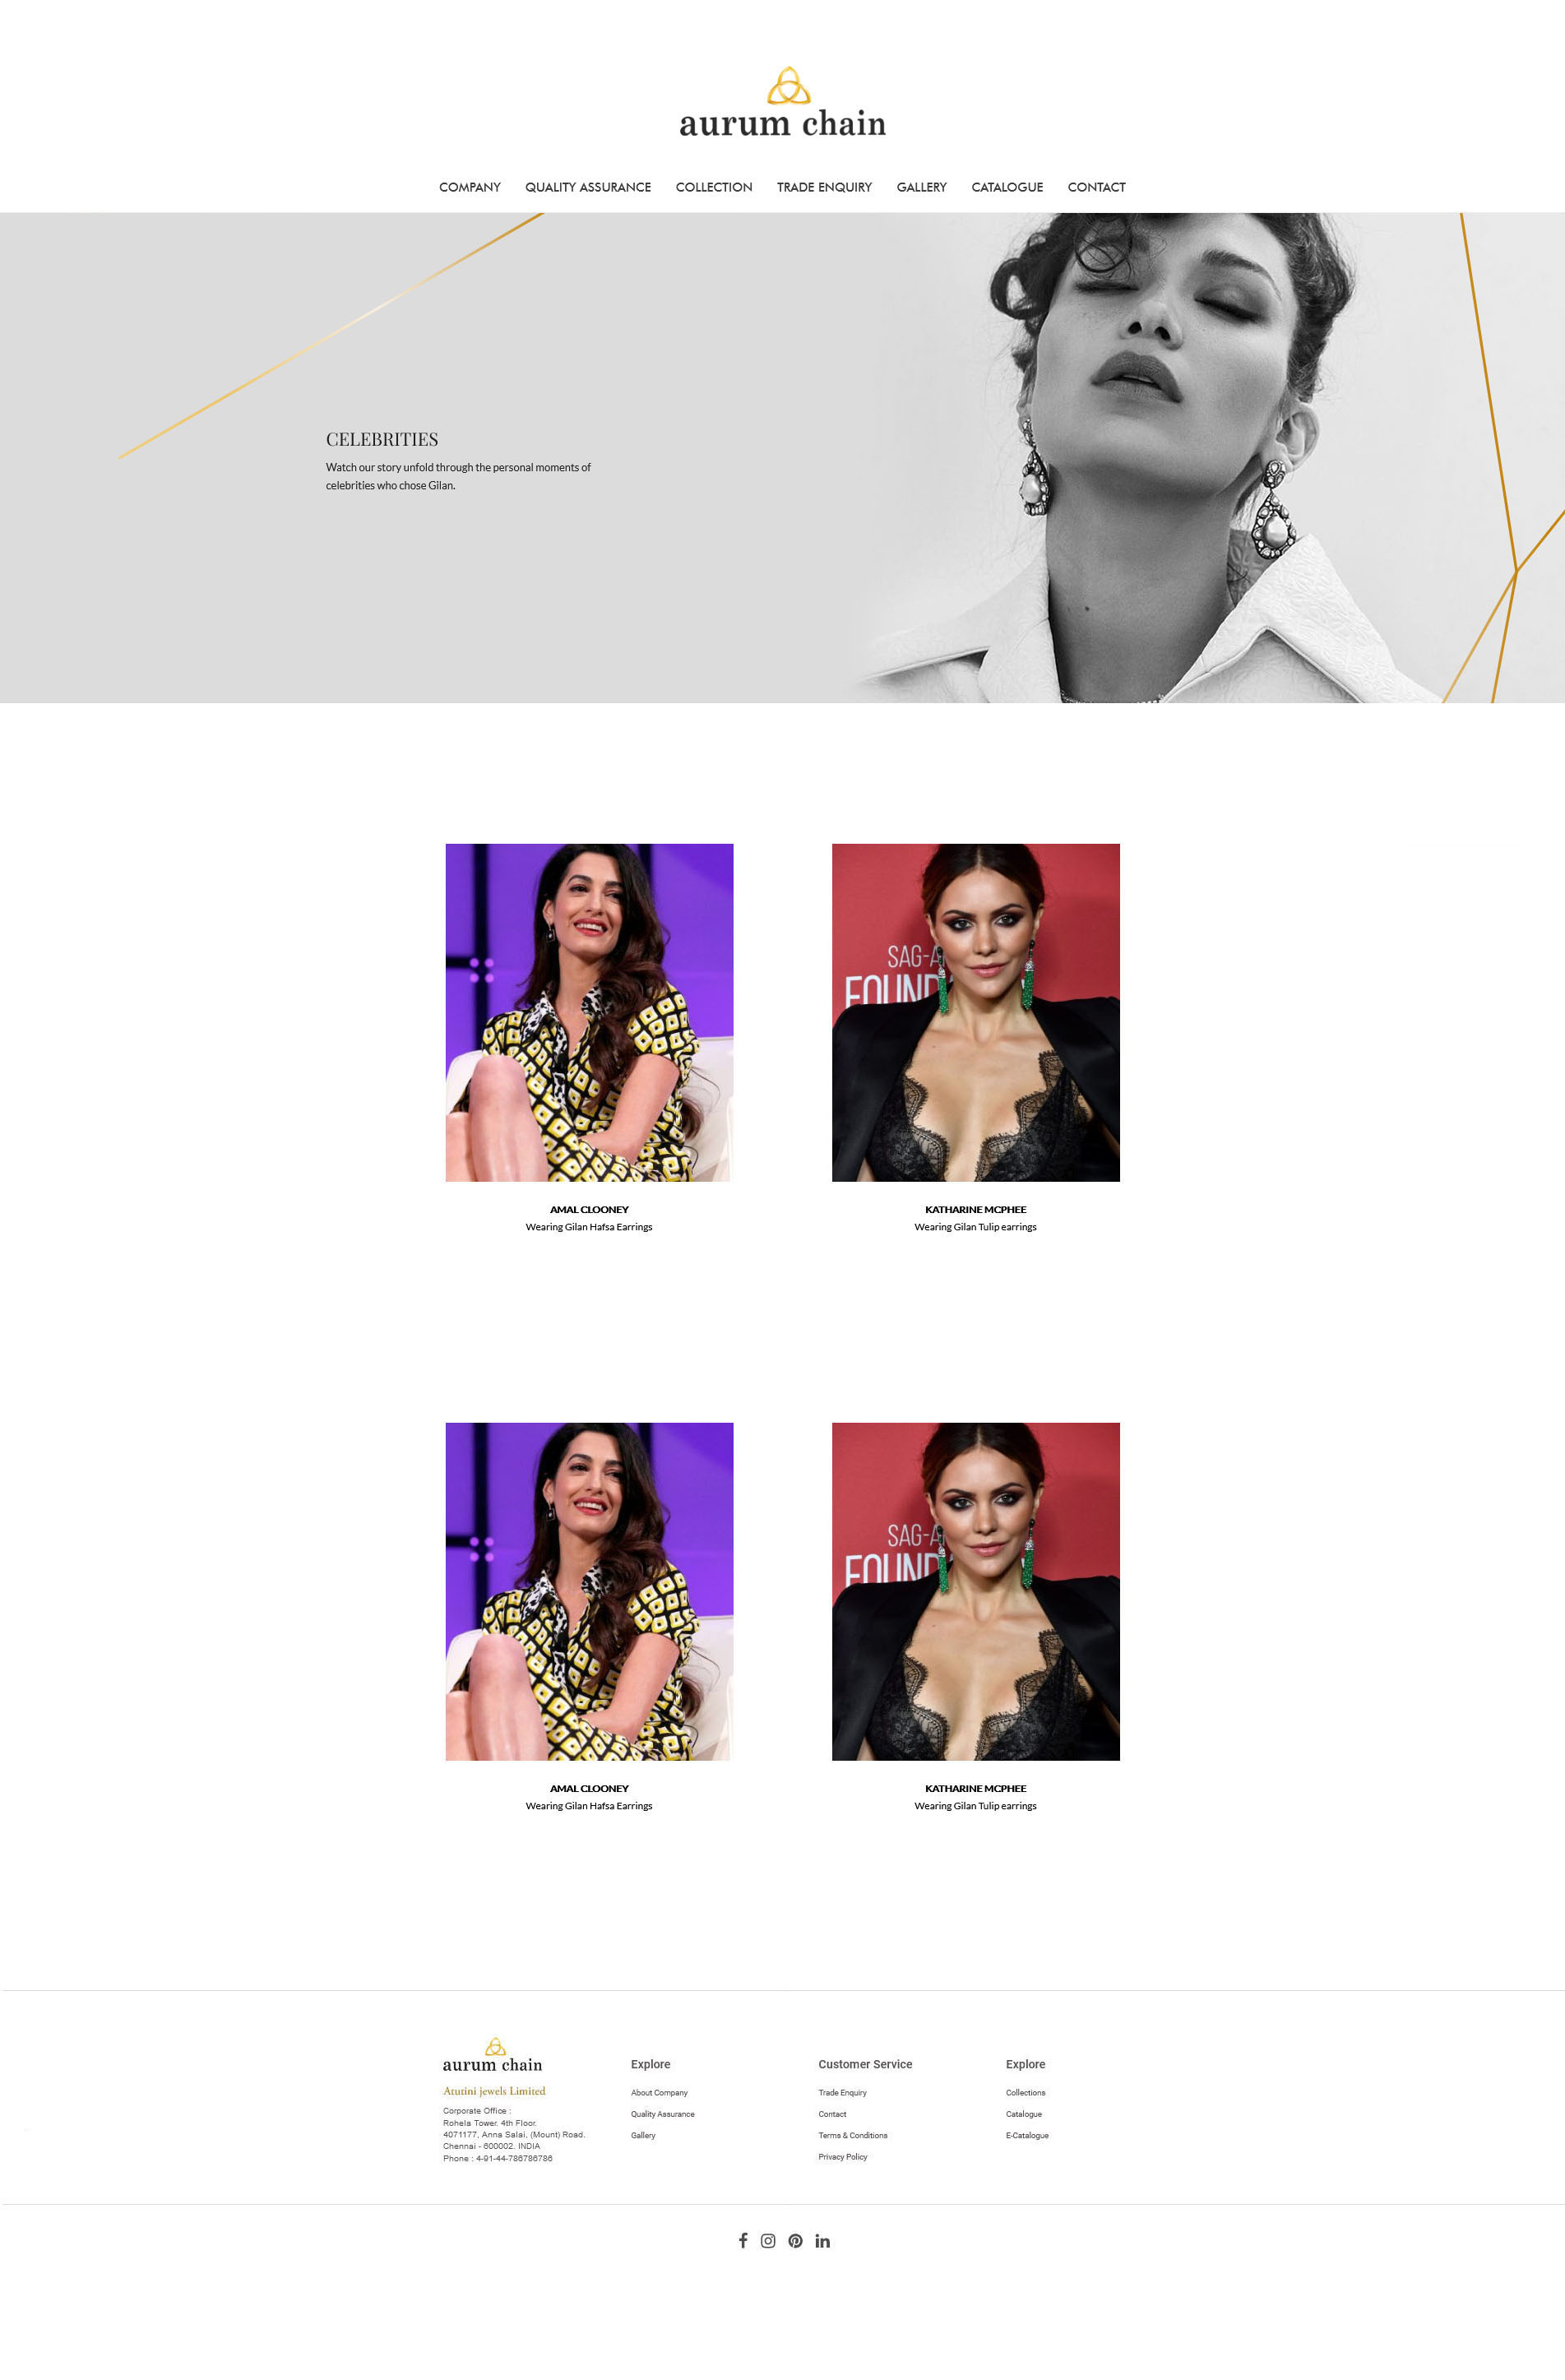 aurum chain
COMPANY QUALITY ASSURANCE COLLECTION TRADE ENQUIRY GALLERY CATALOGUE CONTACT
CELEBRITIES
Watch our story unfold through the personal moments of
celebrities who chose Gilan.
SAG-A
FOUND
SAG-A
FOUND
AMAL CLOONEY
Wearing Gilan Hafsa Earrings
KATHARINE MCPHEE
Wearing Gilan Tulip earrings
AMAL CLOONEY
Wearing Gilan Hafsa Earrings
KATHARINE MCPHEE
Wearing Gilan Tulip earrings
aurum chain
Atutini jewels Limited
Corporate Office :
Rohela Tower. 4th Floor.
4071177, Anna Salai, (Mount) Road.
Chennai - 600002. INDIA
Phone : 4-91-44-786786786
Explore
About Company
Quality Assurance
Gallery
Customer Service
Trade Enquiry
Contact
Terms & Conditions
Privacy Policy
Explore
Collections
Catalogue
E-Catalogue